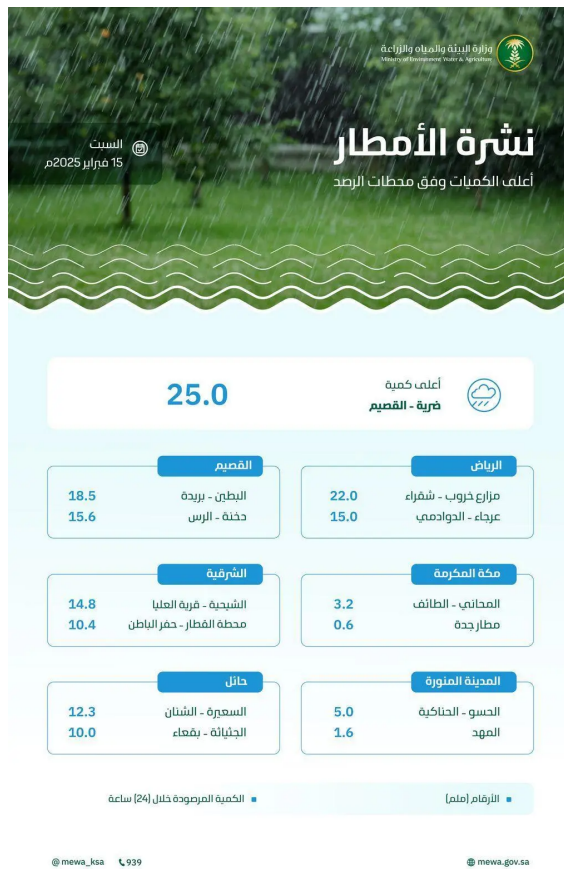 وزارة البيئة والمياه والزراعة
Ministry of Environment Water & Agriculture
نشرة الأمطار
أعلى الكميات وفق محطات الرصد
السبت
15 فبراير 2025م
أعلى كمية
ضرية - القصيم
25.0
الرياض
مزارع خروب - شقراء 22.0
عرجاء - الدوادمي 15.0
القصيم
البطين - بريدة 18.5
دخنة - الرس 15.6
مكة المكرمة
المحاني - الطائف 3.2
مطار جدة 0.6
الشرقية
الشيحية - قرية العليا 14.8
محطة القطار - حفر الباطن 10.4
المدينة المنورة
الحسو - الحناكية 5.0
المهد 1.6
حائل
السعيرة - الشنان 12.3
الجثياثة - بقعاء 10.0
الأرقام (ملم)
الكمية المرصودة خلال (24) ساعة
@mewa_ksa 939
mewa.gov.sa